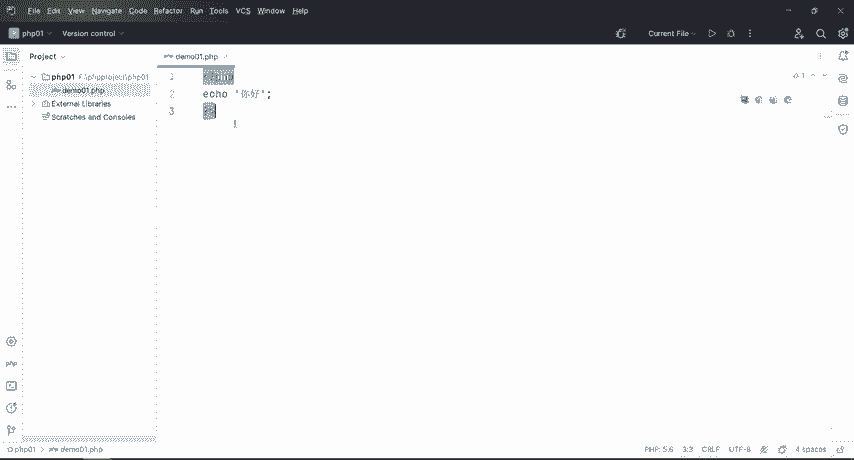 File Edit View Navigate Code Refactor Run Tools VCS Window Help
php01 Version control Current File
Project demo01.php
php01 F:\phpproject\php01
demo01.php
External Libraries
Scratches and Consoles
1
2 echo '你好';
3
1
php
php01 > demo01.php PHP: 5.6 3:3 CRLF UTF-8 4 spaces